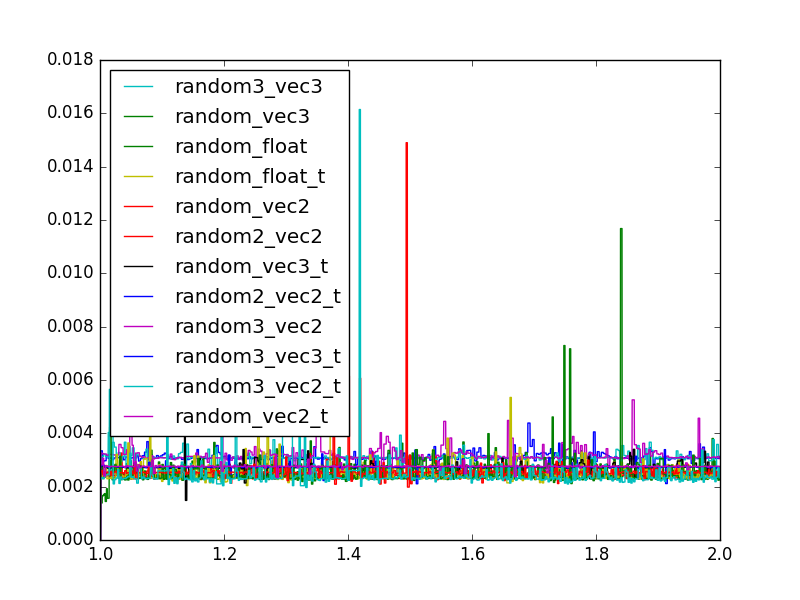 0.018
0.016
0.014
0.012
0.010
0.008
0.006
0.004
0.002
0.000
random3_vec3
random_vec3
random_float
random_float_t
random_vec2
random2_vec2
random_vec3_t
random2_vec2_t
random3_vec2
random3_vec3_t
random3_vec2_t
random_vec2_t
1.0 1.2 1.4 1.6 1.8 2.0